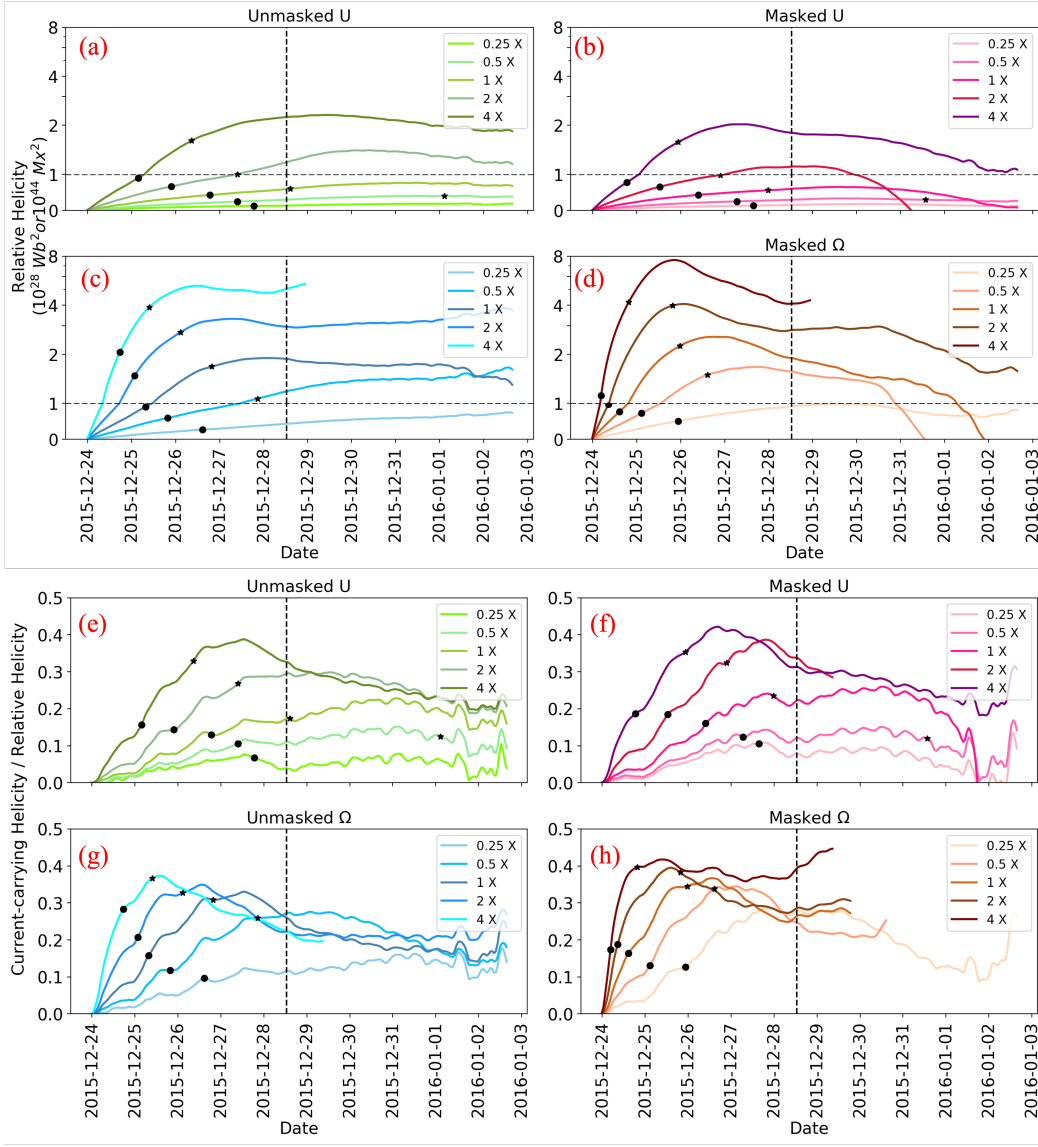 Unmasked U
Masked U
(a)
(b)
0.25 X
0.5 X
1 X
2 X
4 X
0.25 X
0.5 X
1 X
2 X
4 X
8
4
2
1
0
8
4
2
1
0
Relative Helicity
(10^28 Wb^2 or 10^44 Mx^2)
Masked Ω
(c)
(d)
0.25 X
0.5 X
1 X
2 X
4 X
0.25 X
0.5 X
1 X
2 X
4 X
8
4
2
1
0
8
4
2
1
0
2015-12-24
2015-12-25
2015-12-26
2015-12-27
2015-12-28
2015-12-29
2015-12-30
2015-12-31
2016-01-01
2016-01-02
2016-01-03
2015-12-24
2015-12-25
2015-12-26
2015-12-27
2015-12-28
2015-12-29
2015-12-30
2015-12-31
2016-01-01
2016-01-02
2016-01-03
Date
Date
Unmasked U
Masked U
(e)
(f)
0.25 X
0.5 X
1 X
2 X
4 X
0.25 X
0.5 X
1 X
2 X
4 X
0.5
0.4
0.3
0.2
0.1
0.0
0.5
0.4
0.3
0.2
0.1
0.0
Current-carrying Helicity / Relative Helicity
Unmasked Ω
Masked Ω
(g)
(h)
0.25 X
0.5 X
1 X
2 X
4 X
0.25 X
0.5 X
1 X
2 X
4 X
0.5
0.4
0.3
0.2
0.1
0.0
0.5
0.4
0.3
0.2
0.1
0.0
2015-12-24
2015-12-25
2015-12-26
2015-12-27
2015-12-28
2015-12-29
2015-12-30
2015-12-31
2016-01-01
2016-01-02
2016-01-03
2015-12-24
2015-12-25
2015-12-26
2015-12-27
2015-12-28
2015-12-29
2015-12-30
2015-12-31
2016-01-01
2016-01-02
2016-01-03
Date
Date